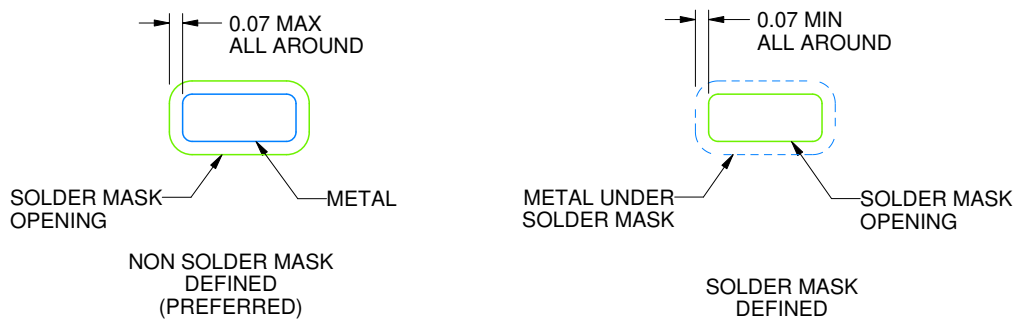 0.07 MAX
ALL AROUND
SOLDER MASK
OPENING
METAL
NON SOLDER MASK
DEFINED
(PREFERRED)
0.07 MIN
ALL AROUND
METAL UNDER
SOLDER MASK
SOLDER MASK
OPENING
SOLDER MASK
DEFINED